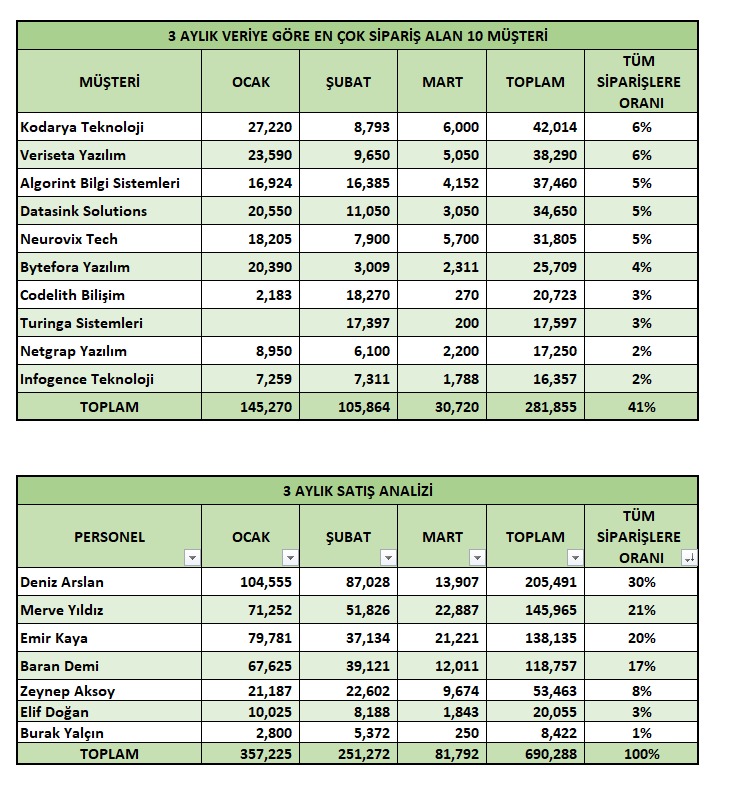 3 AYLIK VERİYE GÖRE EN ÇOK SİPARİŞ ALAN 10 MÜŞTERİ
MÜŞTERİ OCAK ŞUBAT MART TOPLAM TÜM SİPARİŞLERE ORANI
Kodarya Teknoloji 27,220 8,793 6,000 42,014 6%
Veriseta Yazılım 23,590 9,650 5,050 38,290 6%
Algorint Bilgi Sistemleri 16,924 16,385 4,152 37,460 5%
Datasink Solutions 20,550 11,050 3,050 34,650 5%
Neurovix Tech 18,205 7,900 5,700 31,805 5%
Bytefora Yazılım 20,390 3,009 2,311 25,709 4%
Codelith Bilişim 2,183 18,270 270 20,723 3%
Turinga Sistemleri 17,397 200 17,597 3%
Netgrap Yazılım 8,950 6,100 2,200 17,250 2%
Infogence Teknoloji 7,259 7,311 1,788 16,357 2%
TOPLAM 145,270 105,864 30,720 281,855 41%
3 AYLIK SATIŞ ANALİZİ
PERSONEL OCAK ŞUBAT MART TOPLAM TÜM SİPARİŞLERE ORANI
Deniz Arslan 104,555 87,028 13,907 205,491 30%
Merve Yıldız 71,252 51,826 22,887 145,965 21%
Emir Kaya 79,781 37,134 21,221 138,135 20%
Baran Demi 67,625 39,121 12,011 118,757 17%
Zeynep Aksoy 21,187 22,602 9,674 53,463 8%
Elif Doğan 10,025 8,188 1,843 20,055 3%
Burak Yalçın 2,800 5,372 250 8,422 1%
TOPLAM 357,225 251,272 81,792 690,288 100%